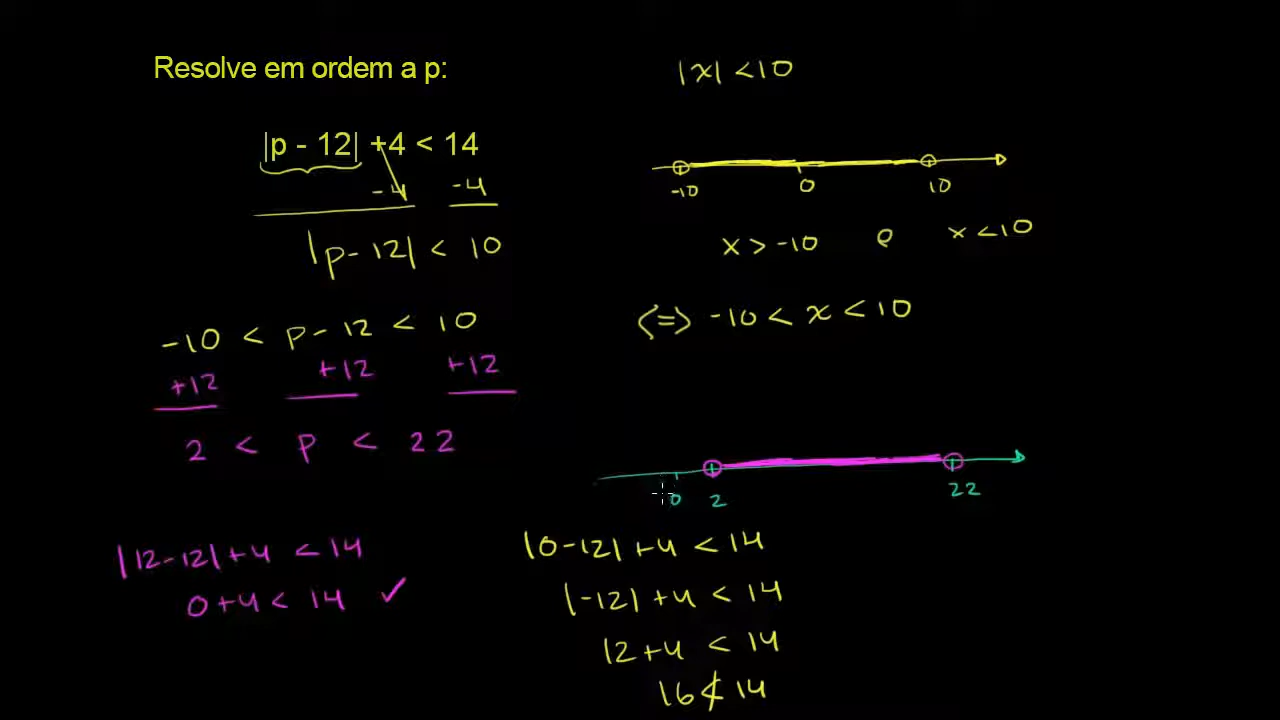 Resolve em ordem a p:
|p - 12| +4 < 14
-4 -4
|p-12| < 10
-10 < p-12 < 10
+12 +12 +12
2 < p < 22
|12-12|+4 < 14
0+4 < 14 ✓
|x| < 10
-10 0 10
x > -10 e x < 10
(=) -10 < x < 10
0 2 22
|0-12|+4 < 14
|-12|+4 < 14
12+4 < 14
16 ≮ 14